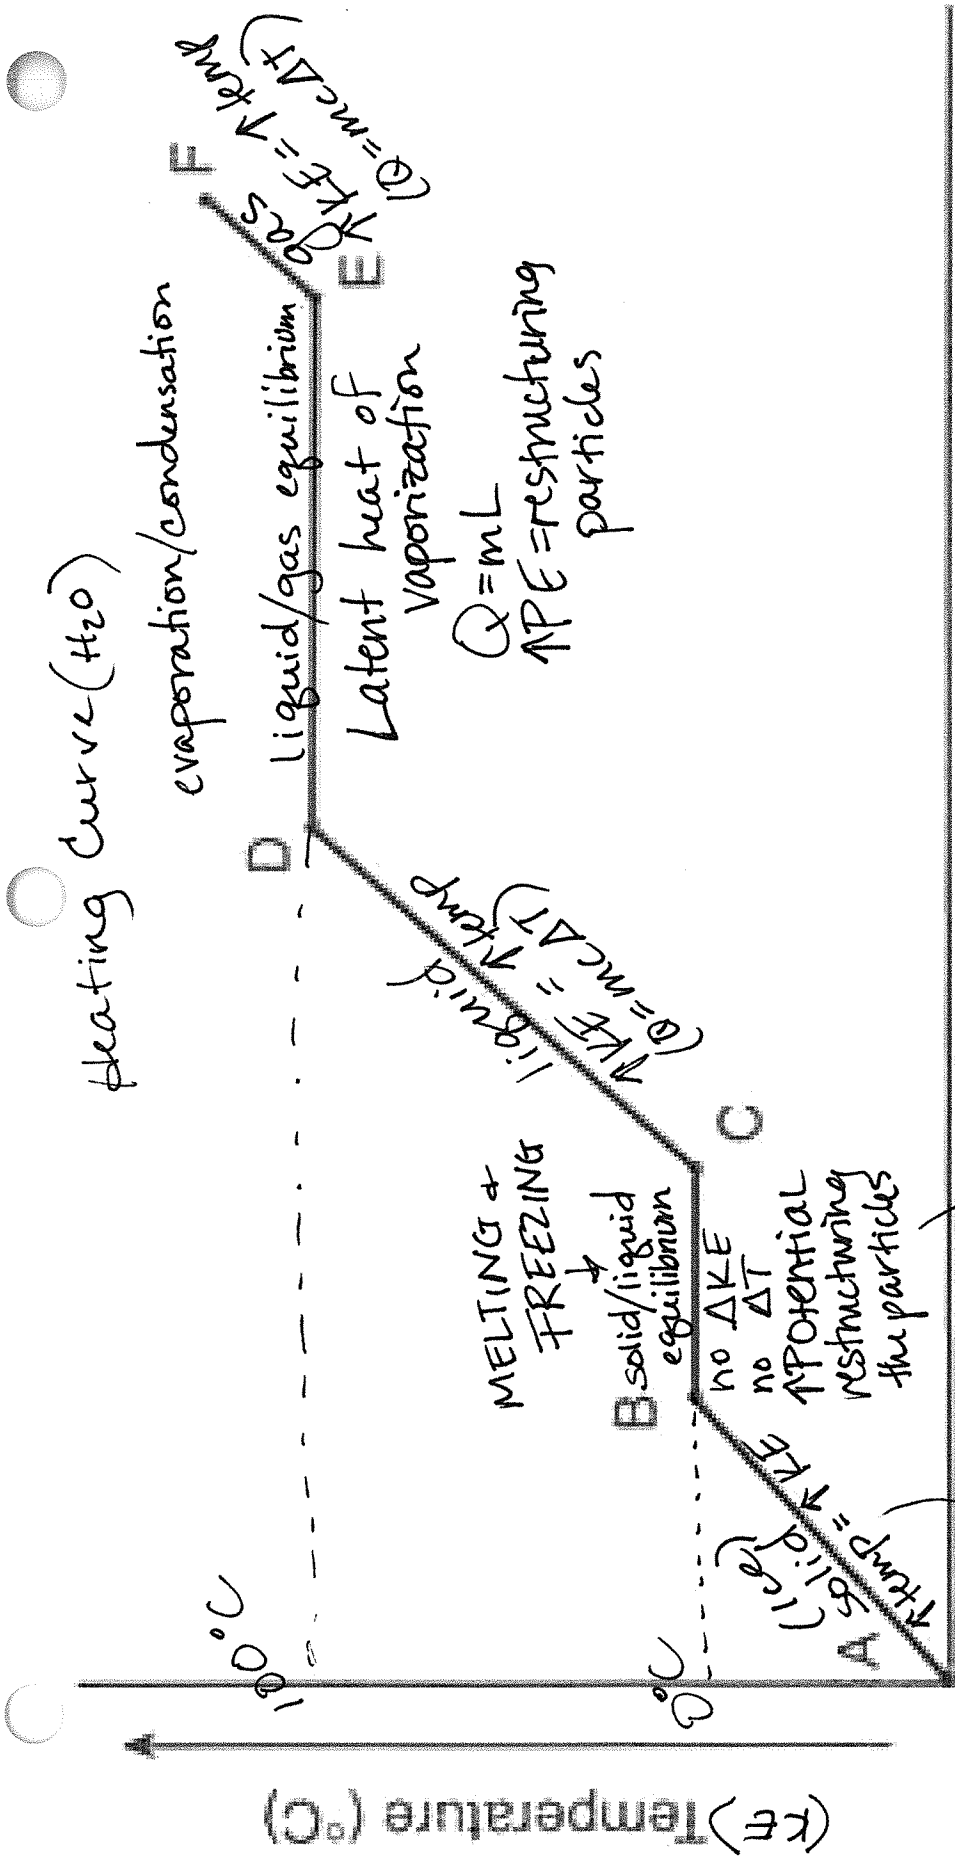 Heating Curve (H₂O)
evaporation/condensation
100°C
D
liquid/gas equilibrium
E
F
gas
↑KE = ↑temp
(Q=mcΔT)
Latent heat of
vaporization
Q=mL
↑PE=restructuring
particles
liquid
↑KE = ↑temp
(Q=mcΔT)
MELTING &
FREEZING
↓
solid/liquid
equilibrium
0°C
B
C
no ΔKE
no ΔT
↑Potential
restructuring
the particles
(ice)
solid
↑temp = ↑KE
A
(KE) Temperature (°C)